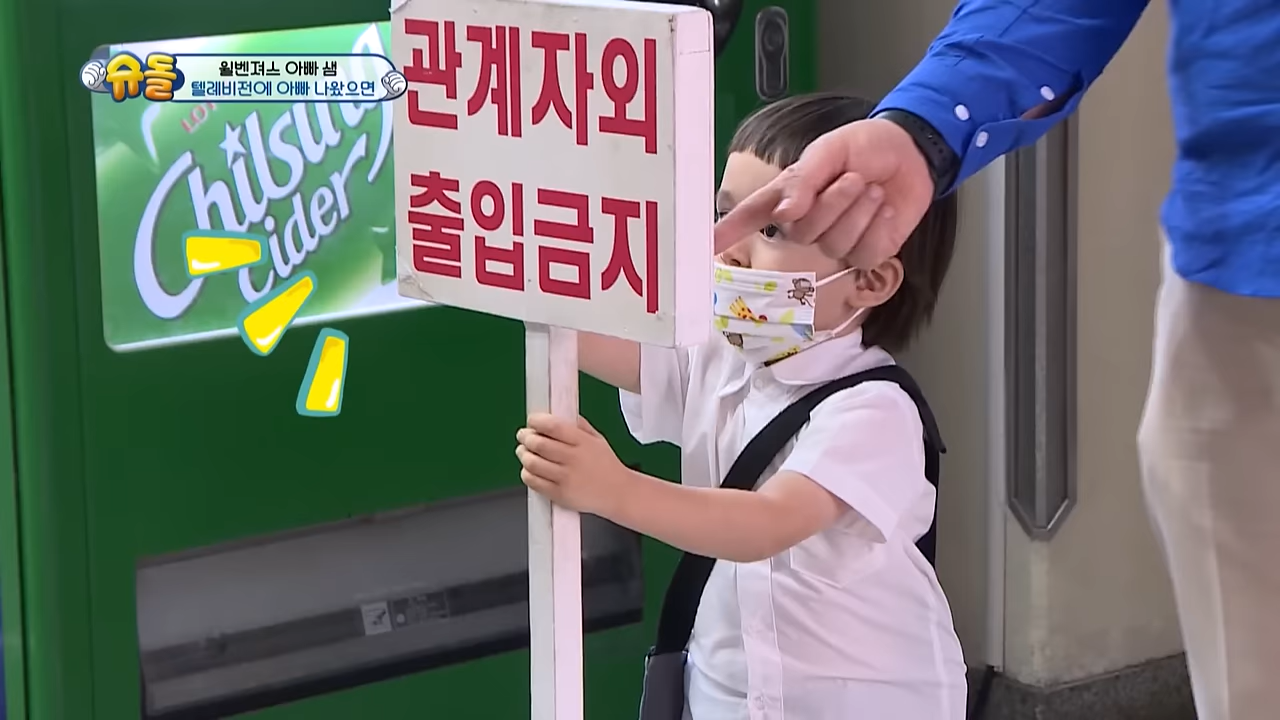 슈돌
윌벤져스 아빠 샘
텔레비전에 아빠 나왔으면
Chilsung
Cider
관계자외
출입금지